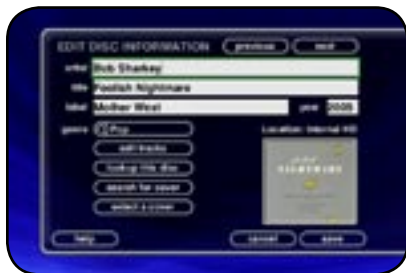 EDIT DISC INFORMATION previous next
artist Bob Sharkey
title Foolish Nightmare
label Mother West year 2005
genre Pop Location: Internal HD
edit tracks
lookup this disc
search for cover
select a cover
NIGHTMARE
help cancel save